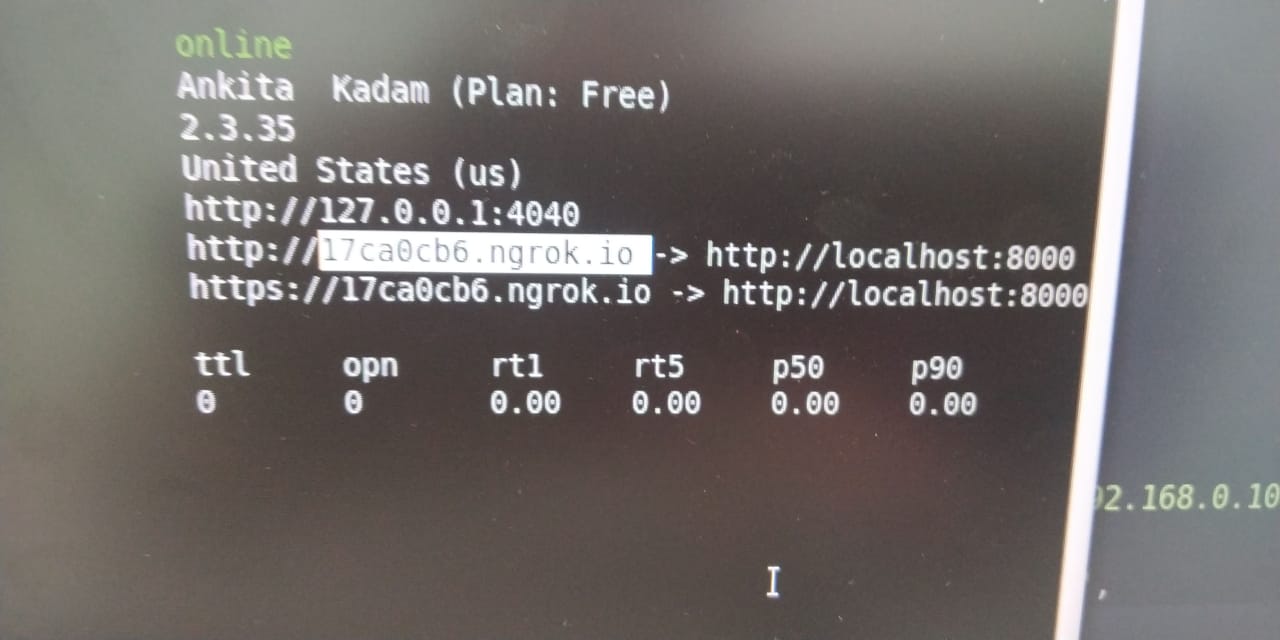 online
Ankita  Kadam (Plan: Free)
2.3.35
United States (us)
http://127.0.0.1:4040
http://17ca0cb6.ngrok.io -> http://localhost:8000
https://17ca0cb6.ngrok.io -> http://localhost:8000
ttl opn rt1 rt5 p50 p90
0 0 0.00 0.00 0.00 0.00
92.168.0.10
,